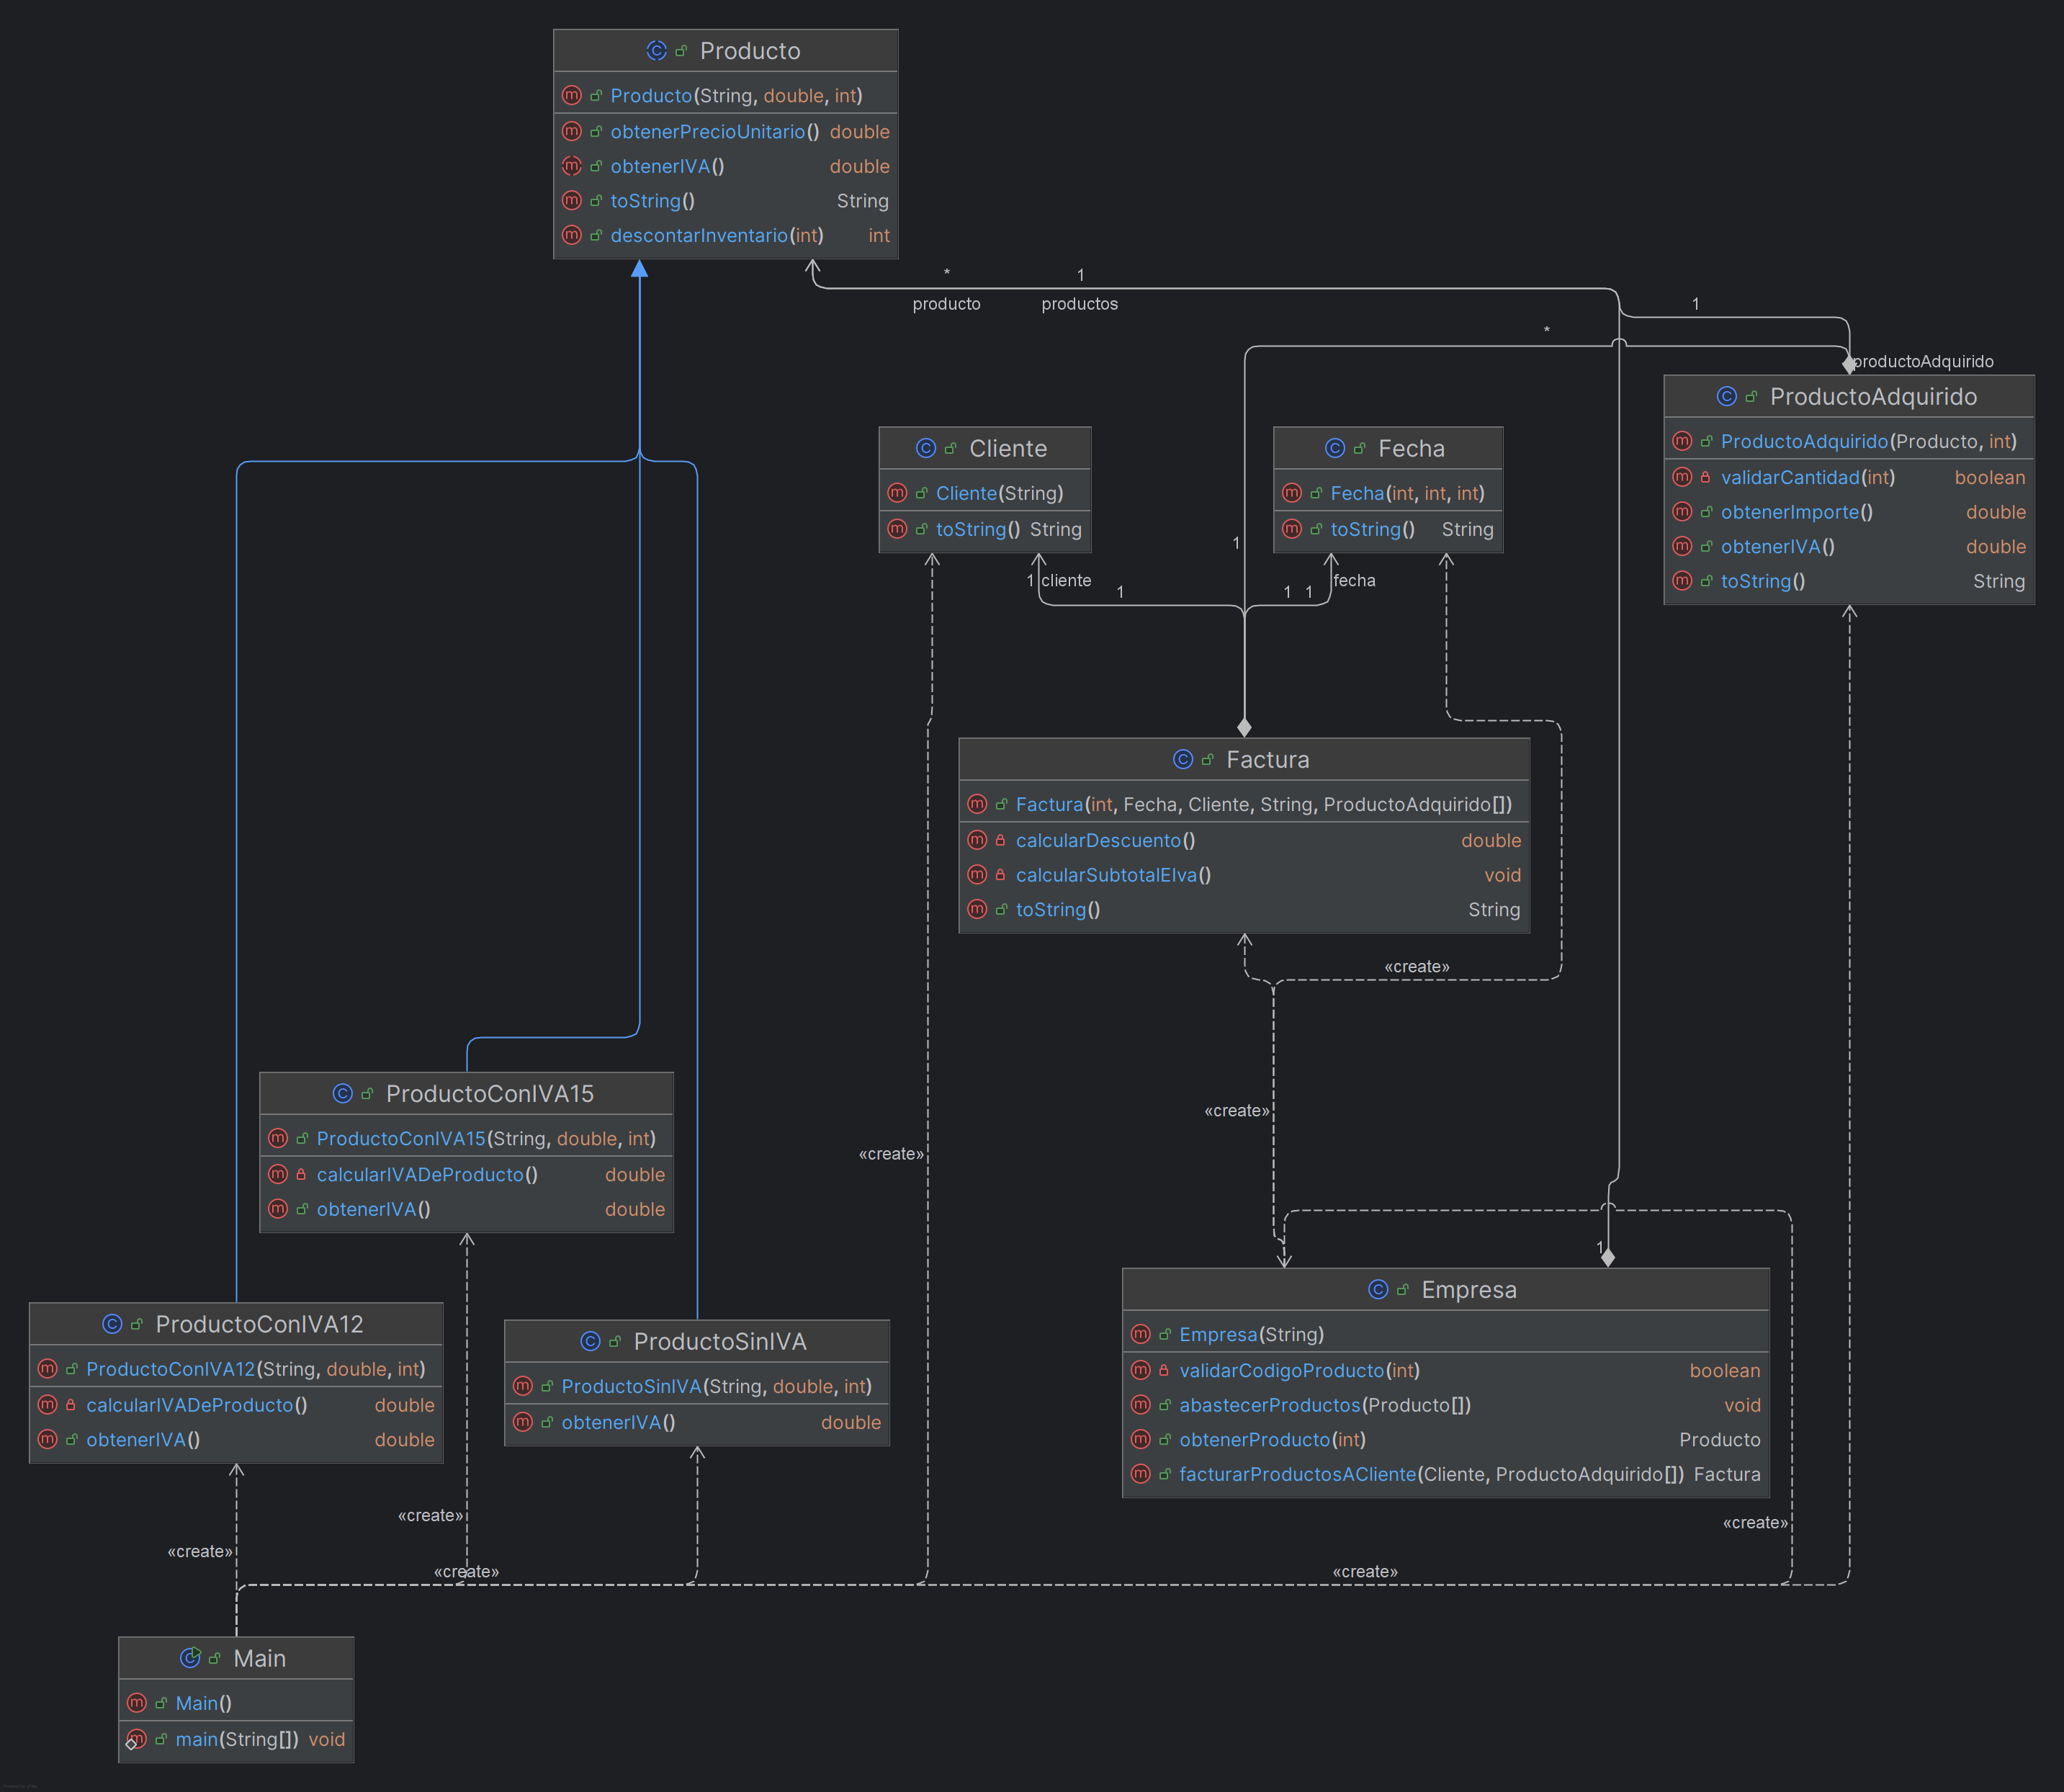 Producto
Producto(String, double, int)
obtenerPrecioUnitario() double
obtenerIVA() double
toString() String
descontarInventario(int) int
* 1
producto productos
1
*
productoAdquirido
ProductoAdquirido
ProductoAdquirido(Producto, int)
validarCantidad(int) boolean
obtenerImporte() double
obtenerIVA() double
toString() String
Cliente
Cliente(String)
toString() String
Fecha
Fecha(int, int, int)
toString() String
1
1 cliente
1
1 1
fecha
Factura
Factura(int, Fecha, Cliente, String, ProductoAdquirido[])
calcularDescuento() double
calcularSubtotalEIva() void
toString() String
«create»
«create»
«create»
ProductoConIVA15
ProductoConIVA15(String, double, int)
calcularIVADeProducto() double
obtenerIVA() double
1
ProductoConIVA12
ProductoConIVA12(String, double, int)
calcularIVADeProducto() double
obtenerIVA() double
ProductoSinIVA
ProductoSinIVA(String, double, int)
obtenerIVA() double
Empresa
Empresa(String)
validarCodigoProducto(int) boolean
abastecerProductos(Producto[]) void
obtenerProducto(int) Producto
facturarProductosACliente(Cliente, ProductoAdquirido[]) Factura
«create»
«create»
«create»
«create»
«create»
Main
Main()
main(String[]) void